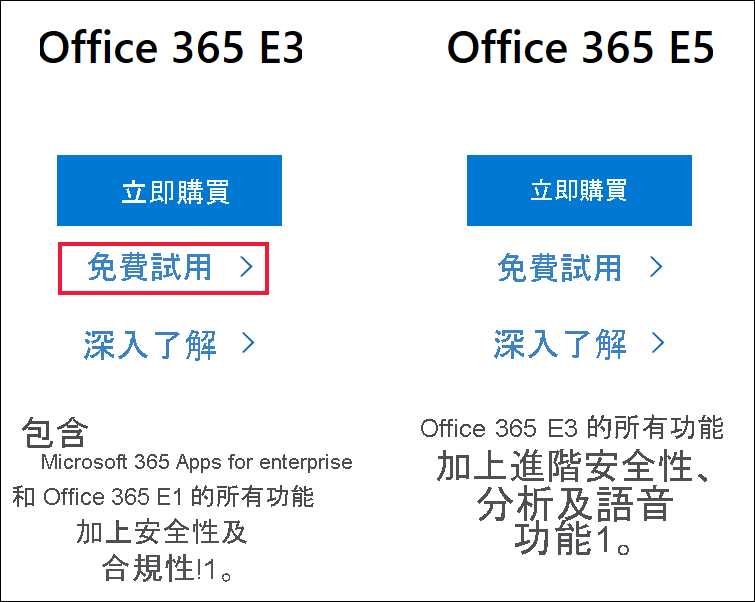 Office 365 E3
立即購買
免費試用
深入了解
包含
Microsoft 365 Apps for enterprise
和 Office 365 E1 的所有功能
加上安全性及
合規性!1。
Office 365 E5
立即購買
免費試用
深入了解
Office 365 E3 的所有功能
加上進階安全性、
分析及語音
功能1。